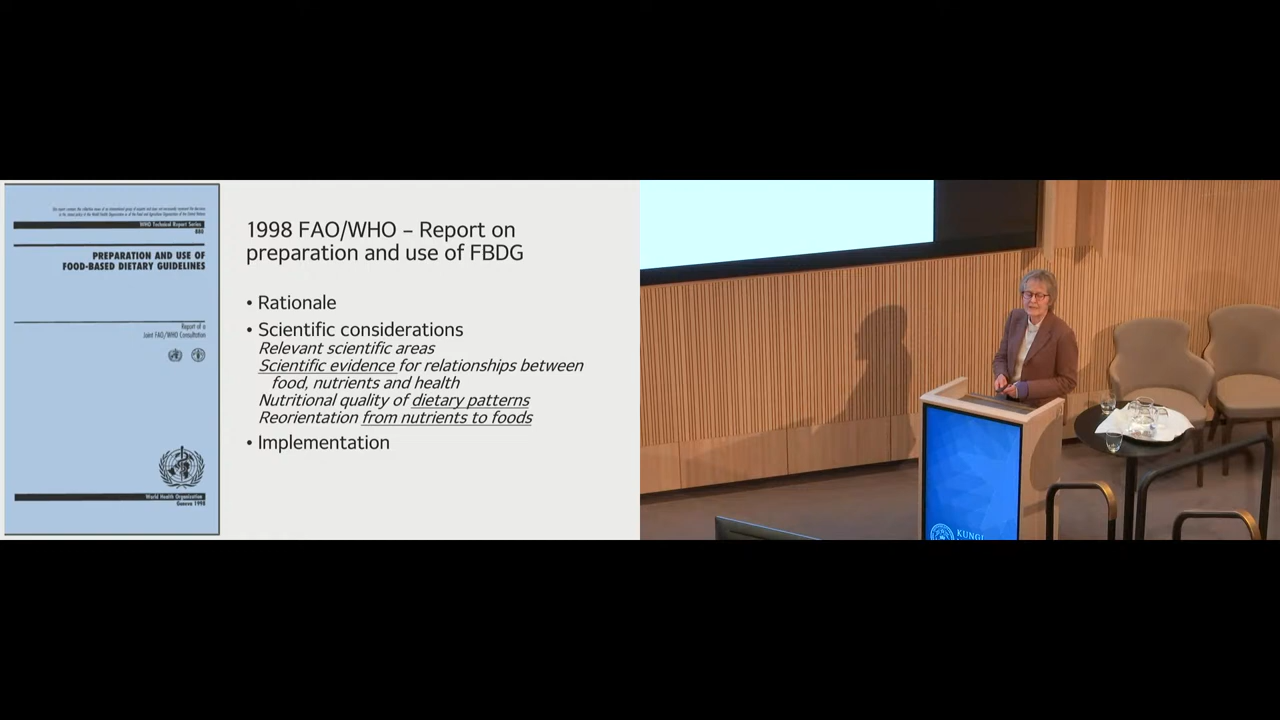 WHO Technical Report Series
880
PREPARATION AND USE OF
FOOD-BASED DIETARY GUIDELINES
Report of a
Joint FAO/WHO Consultation
World Health Organization
Geneva 1998
1998 FAO/WHO – Report on
preparation and use of FBDG
• Rationale
• Scientific considerations
Relevant scientific areas
Scientific evidence for relationships between
food, nutrients and health
Nutritional quality of dietary patterns
Reorientation from nutrients to foods
• Implementation
KUNGL